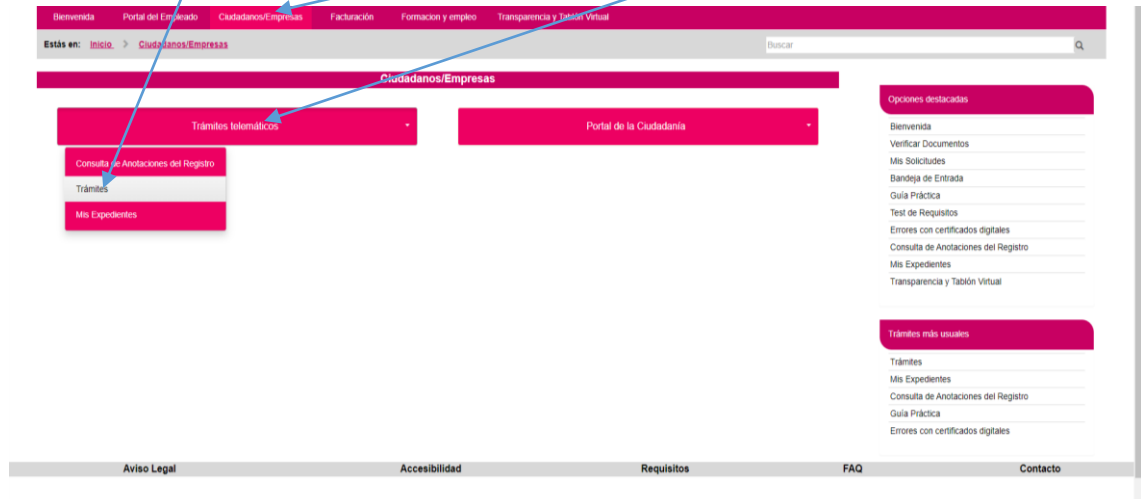 Bienvenida Portal del Empleado Ciudadanos/Empresas Facturación Formacion y empleo Transparencia y Tablón Virtual
Estás en: Inicio > Ciudadanos/Empresas Buscar
Ciudadanos/Empresas
Trámites telemáticos Portal de la Ciudadanía
Consulta de Anotaciones del Registro
Trámites
Mis Expedientes
Opciones destacadas
Bienvenida
Verificar Documentos
Mis Solicitudes
Bandeja de Entrada
Guía Práctica
Test de Requisitos
Errores con certificados digitales
Consulta de Anotaciones del Registro
Mis Expedientes
Transparencia y Tablón Virtual
Trámites más usuales
Trámites
Mis Expedientes
Consulta de Anotaciones del Registro
Guía Práctica
Errores con certificados digitales
Aviso Legal Accesibilidad Requisitos FAQ Contacto